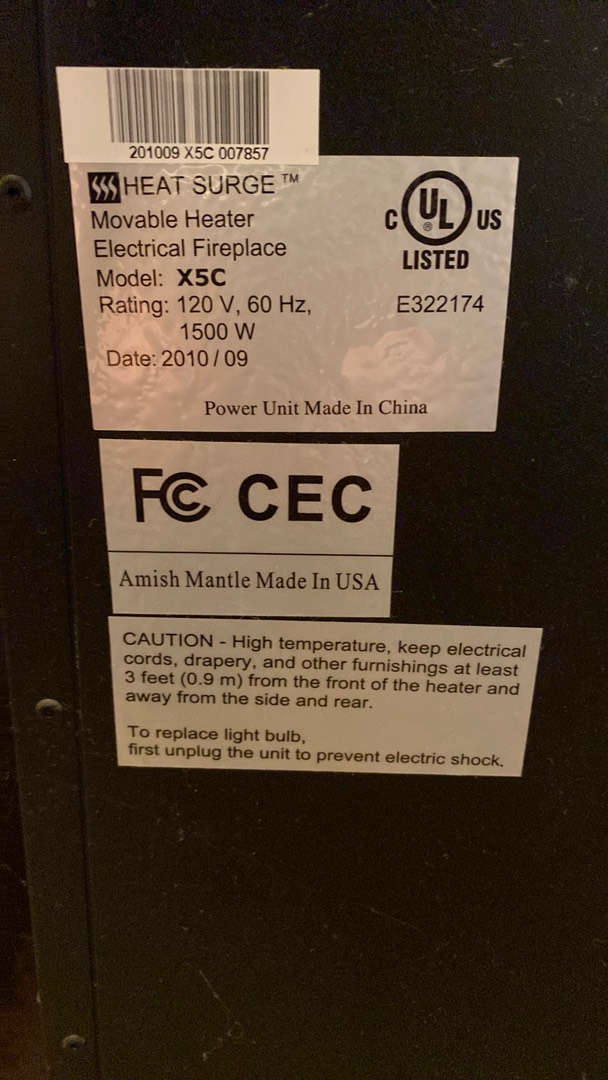 201009 X5C 007857
HEAT SURGE ™
Movable Heater
Electrical Fireplace
Model: X5C
Rating: 120 V, 60 Hz,
1500 W
Date: 2010 / 09
C UL ® US
LISTED
E322174
Power Unit Made In China
FC CEC
Amish Mantle Made In USA
CAUTION - High temperature, keep electrical
cords, drapery, and other furnishings at least
3 feet (0.9 m) from the front of the heater and
away from the side and rear.
To replace light bulb,
first unplug the unit to prevent electric shock.